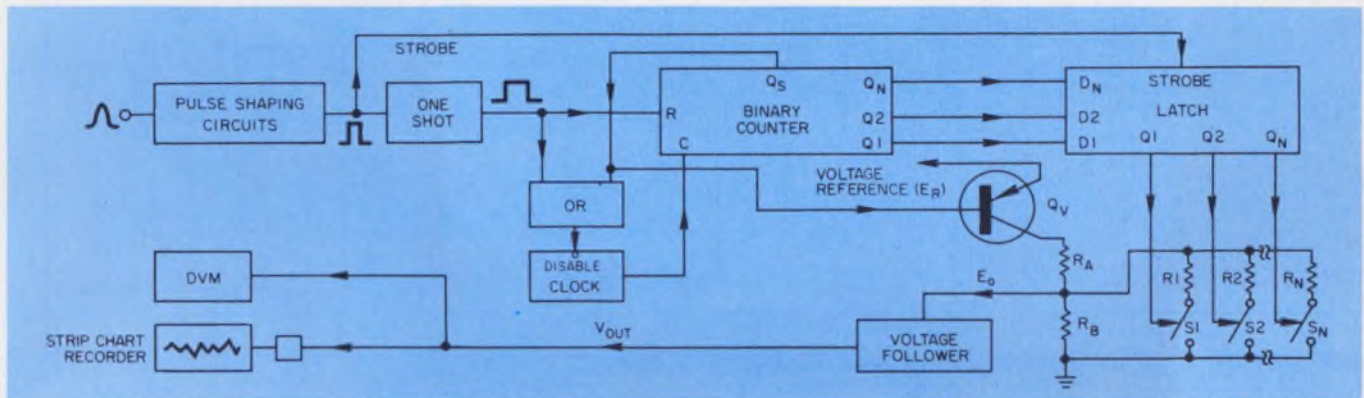 STROBE
PULSE SHAPING
CIRCUITS
ONE
SHOT
R
C
Q_S
BINARY
COUNTER
Q_N
Q2
Q1
D_N
D2
D1
STROBE
LATCH
Q1
Q2
Q_N
OR
DISABLE
CLOCK
VOLTAGE
REFERENCE (E_R)
Q_V
R_A
R_B
E_o
R1
R2
R_N
S1
S2
S_N
DVM
STRIP CHART
RECORDER
V_OUT
VOLTAGE
FOLLOWER